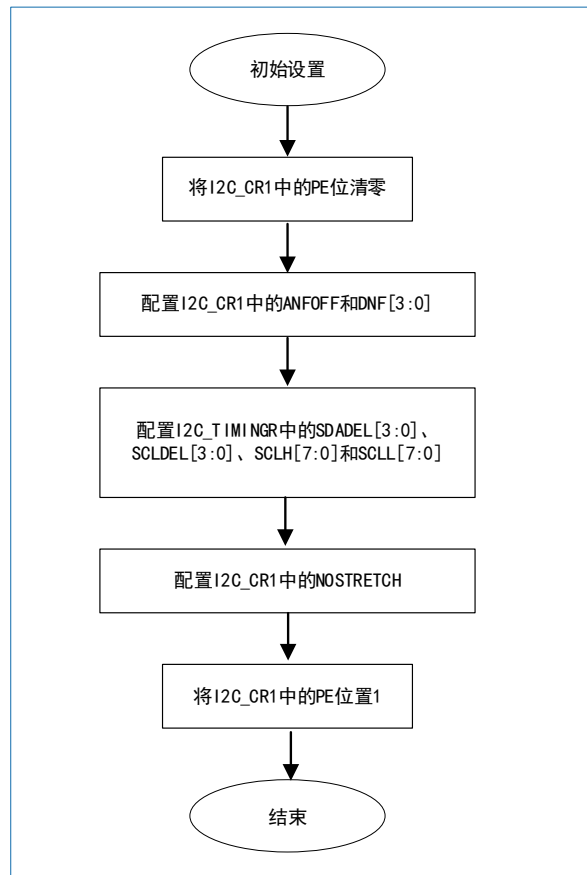 初始设置
将I2C_CR1中的PE位清零
配置I2C_CR1中的ANFOFF和DNF[3:0]
配置I2C_TIMINGR中的SDADEL[3:0]、
SCLDEL[3:0]、SCLH[7:0]和SCLL[7:0]
配置I2C_CR1中的NOSTRETCH
将I2C_CR1中的PE位置1
结束